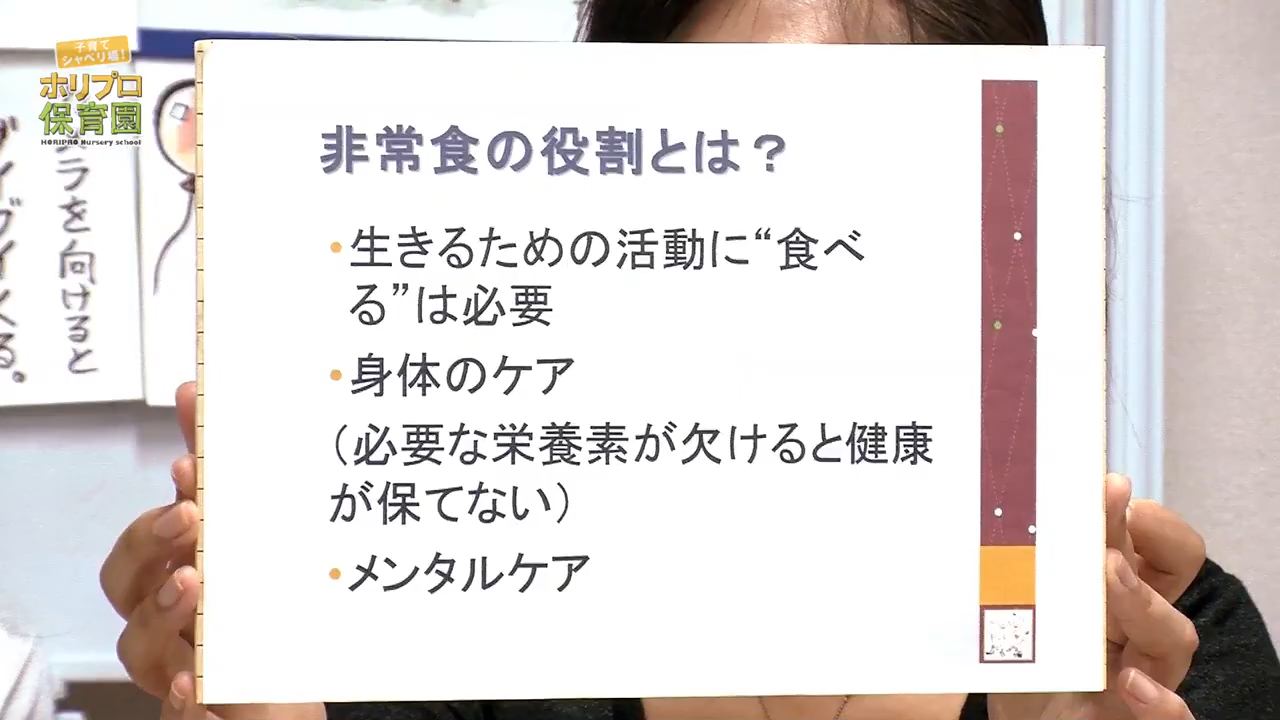 子育て
シャベリ場!
ホリプロ
保育園
HORIPRO Nursery school
非常食の役割とは？
•生きるための活動に“食べ
る”は必要
•身体のケア
（必要な栄養素が欠けると健康
が保てない）
•メンタルケア
ラを向けると